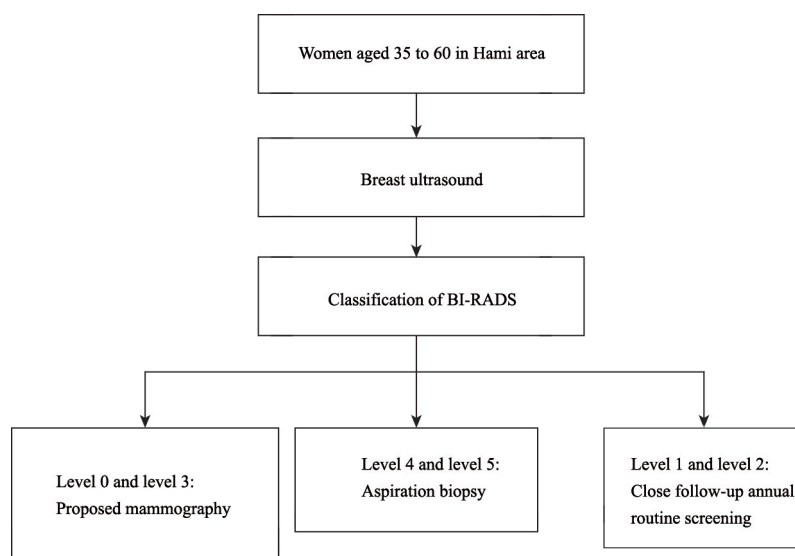 Women aged 35 to 60 in Hami area
Breast ultrasound
Classification of BI-RADS
Level 0 and level 3:
Proposed mammography
Level 4 and level 5:
Aspiration biopsy
Level 1 and level 2:
Close follow-up annual
routine screening